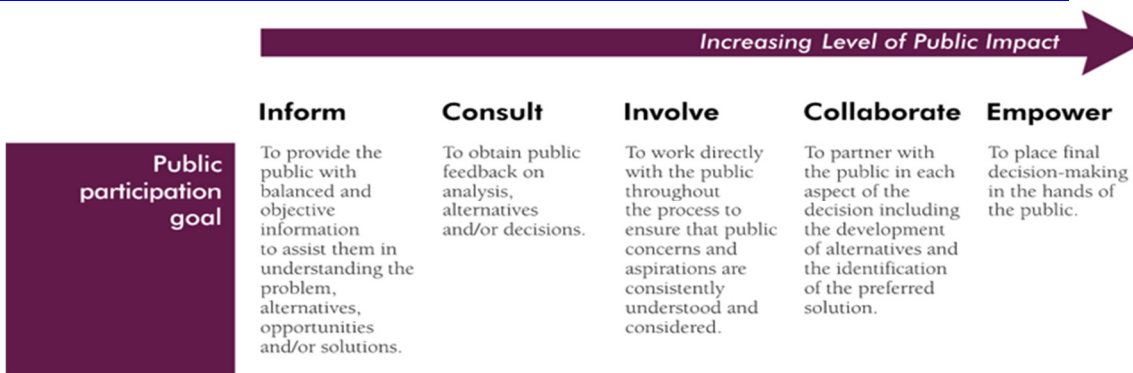 Increasing Level of Public Impact
Inform
Consult
Involve
Collaborate
Empower
Public
participation
goal
To provide the
public with
balanced and
objective
information
to assist them in
understanding the
problem,
alternatives,
opportunities
and/or solutions.
To obtain public
feedback on
analysis,
alternatives
and/or decisions.
To work directly
with the public
throughout
the process to
ensure that public
concerns and
aspirations are
consistently
understood and
considered.
To partner with
the public in each
aspect of the
decision including
the development
of alternatives and
the identification
of the preferred
solution.
To place final
decision-making
in the hands of
the public.